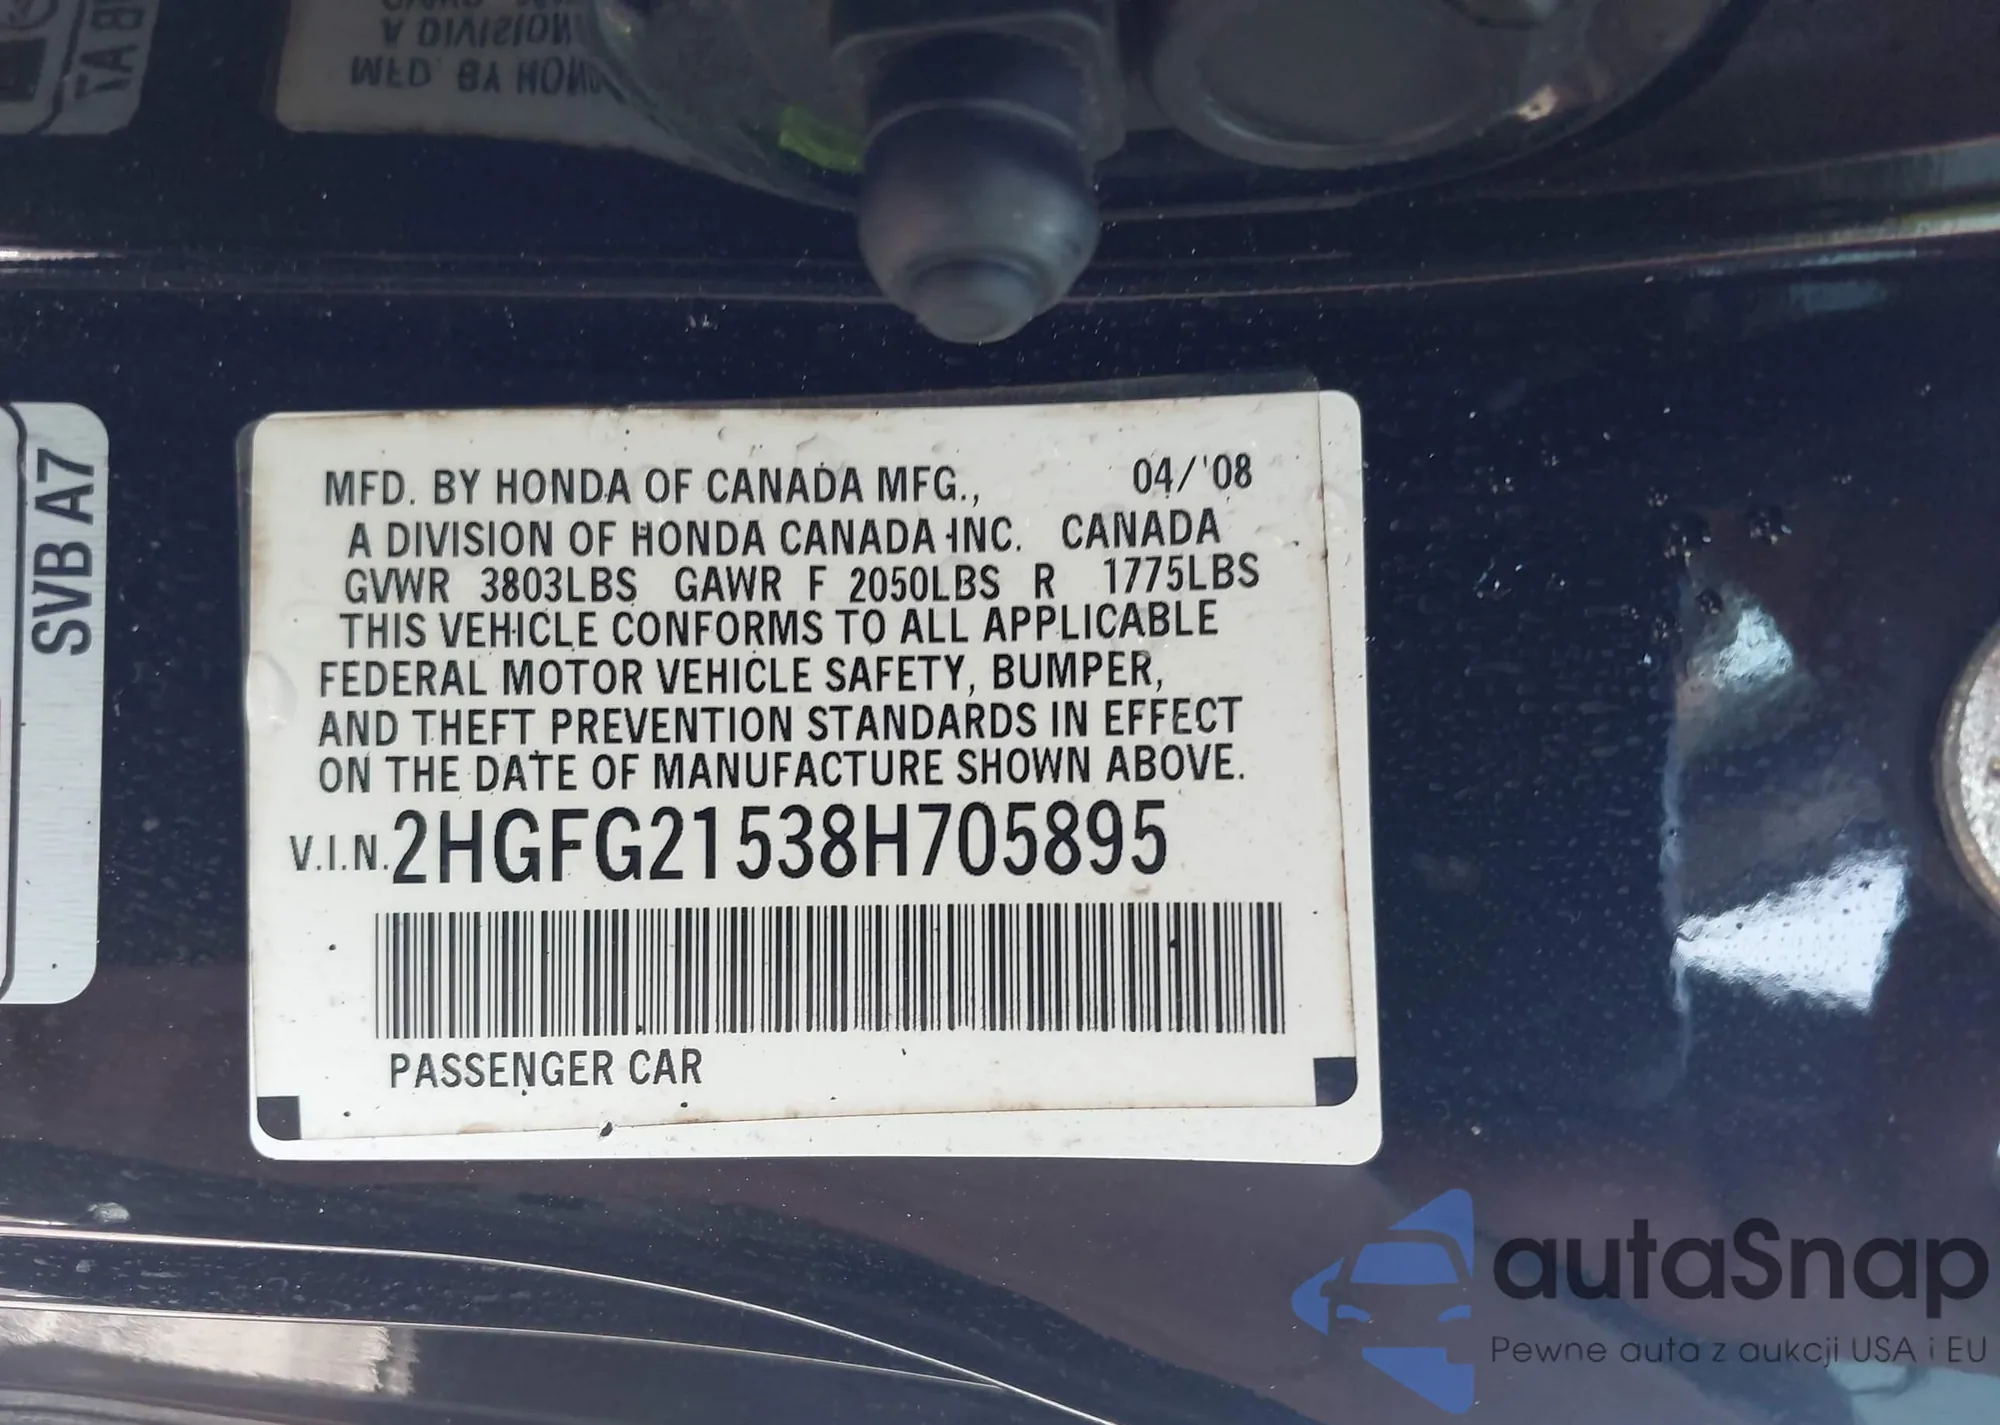 A DIVISION
MFD. BY HONDA
SVB A7
MFD. BY HONDA OF CANADA MFG., 04/'08
A DIVISION OF HONDA CANADA INC. CANADA
GVWR 3803LBS GAWR F 2050LBS R 1775LBS
THIS VEHICLE CONFORMS TO ALL APPLICABLE
FEDERAL MOTOR VEHICLE SAFETY, BUMPER,
AND THEFT PREVENTION STANDARDS IN EFFECT
ON THE DATE OF MANUFACTURE SHOWN ABOVE.
V.I.N. 2HGFG21538H705895
PASSENGER CAR
autaSnap
Pewne auta z aukcji USA i EU